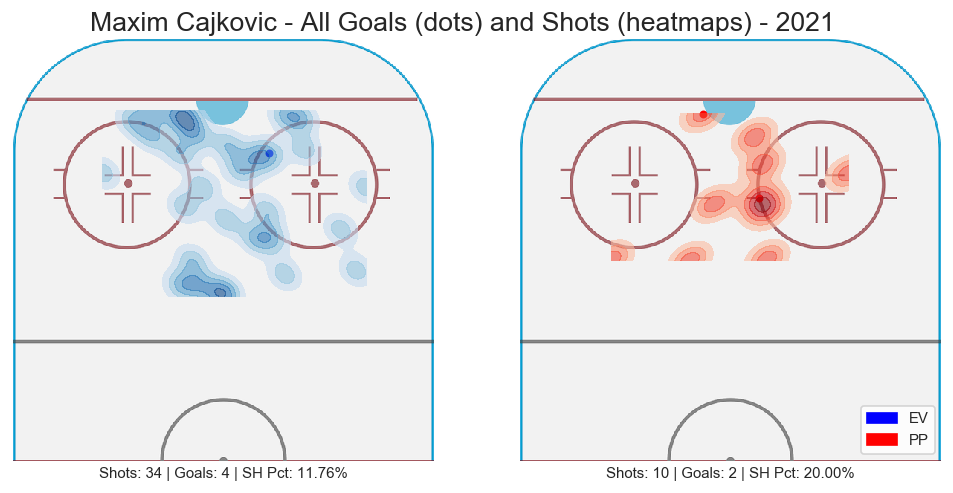 Maxim Cajkovic - All Goals (dots) and Shots (heatmaps) - 2021
EV
PP
Shots: 34 | Goals: 4 | SH Pct: 11.76%
Shots: 10 | Goals: 2 | SH Pct: 20.00%